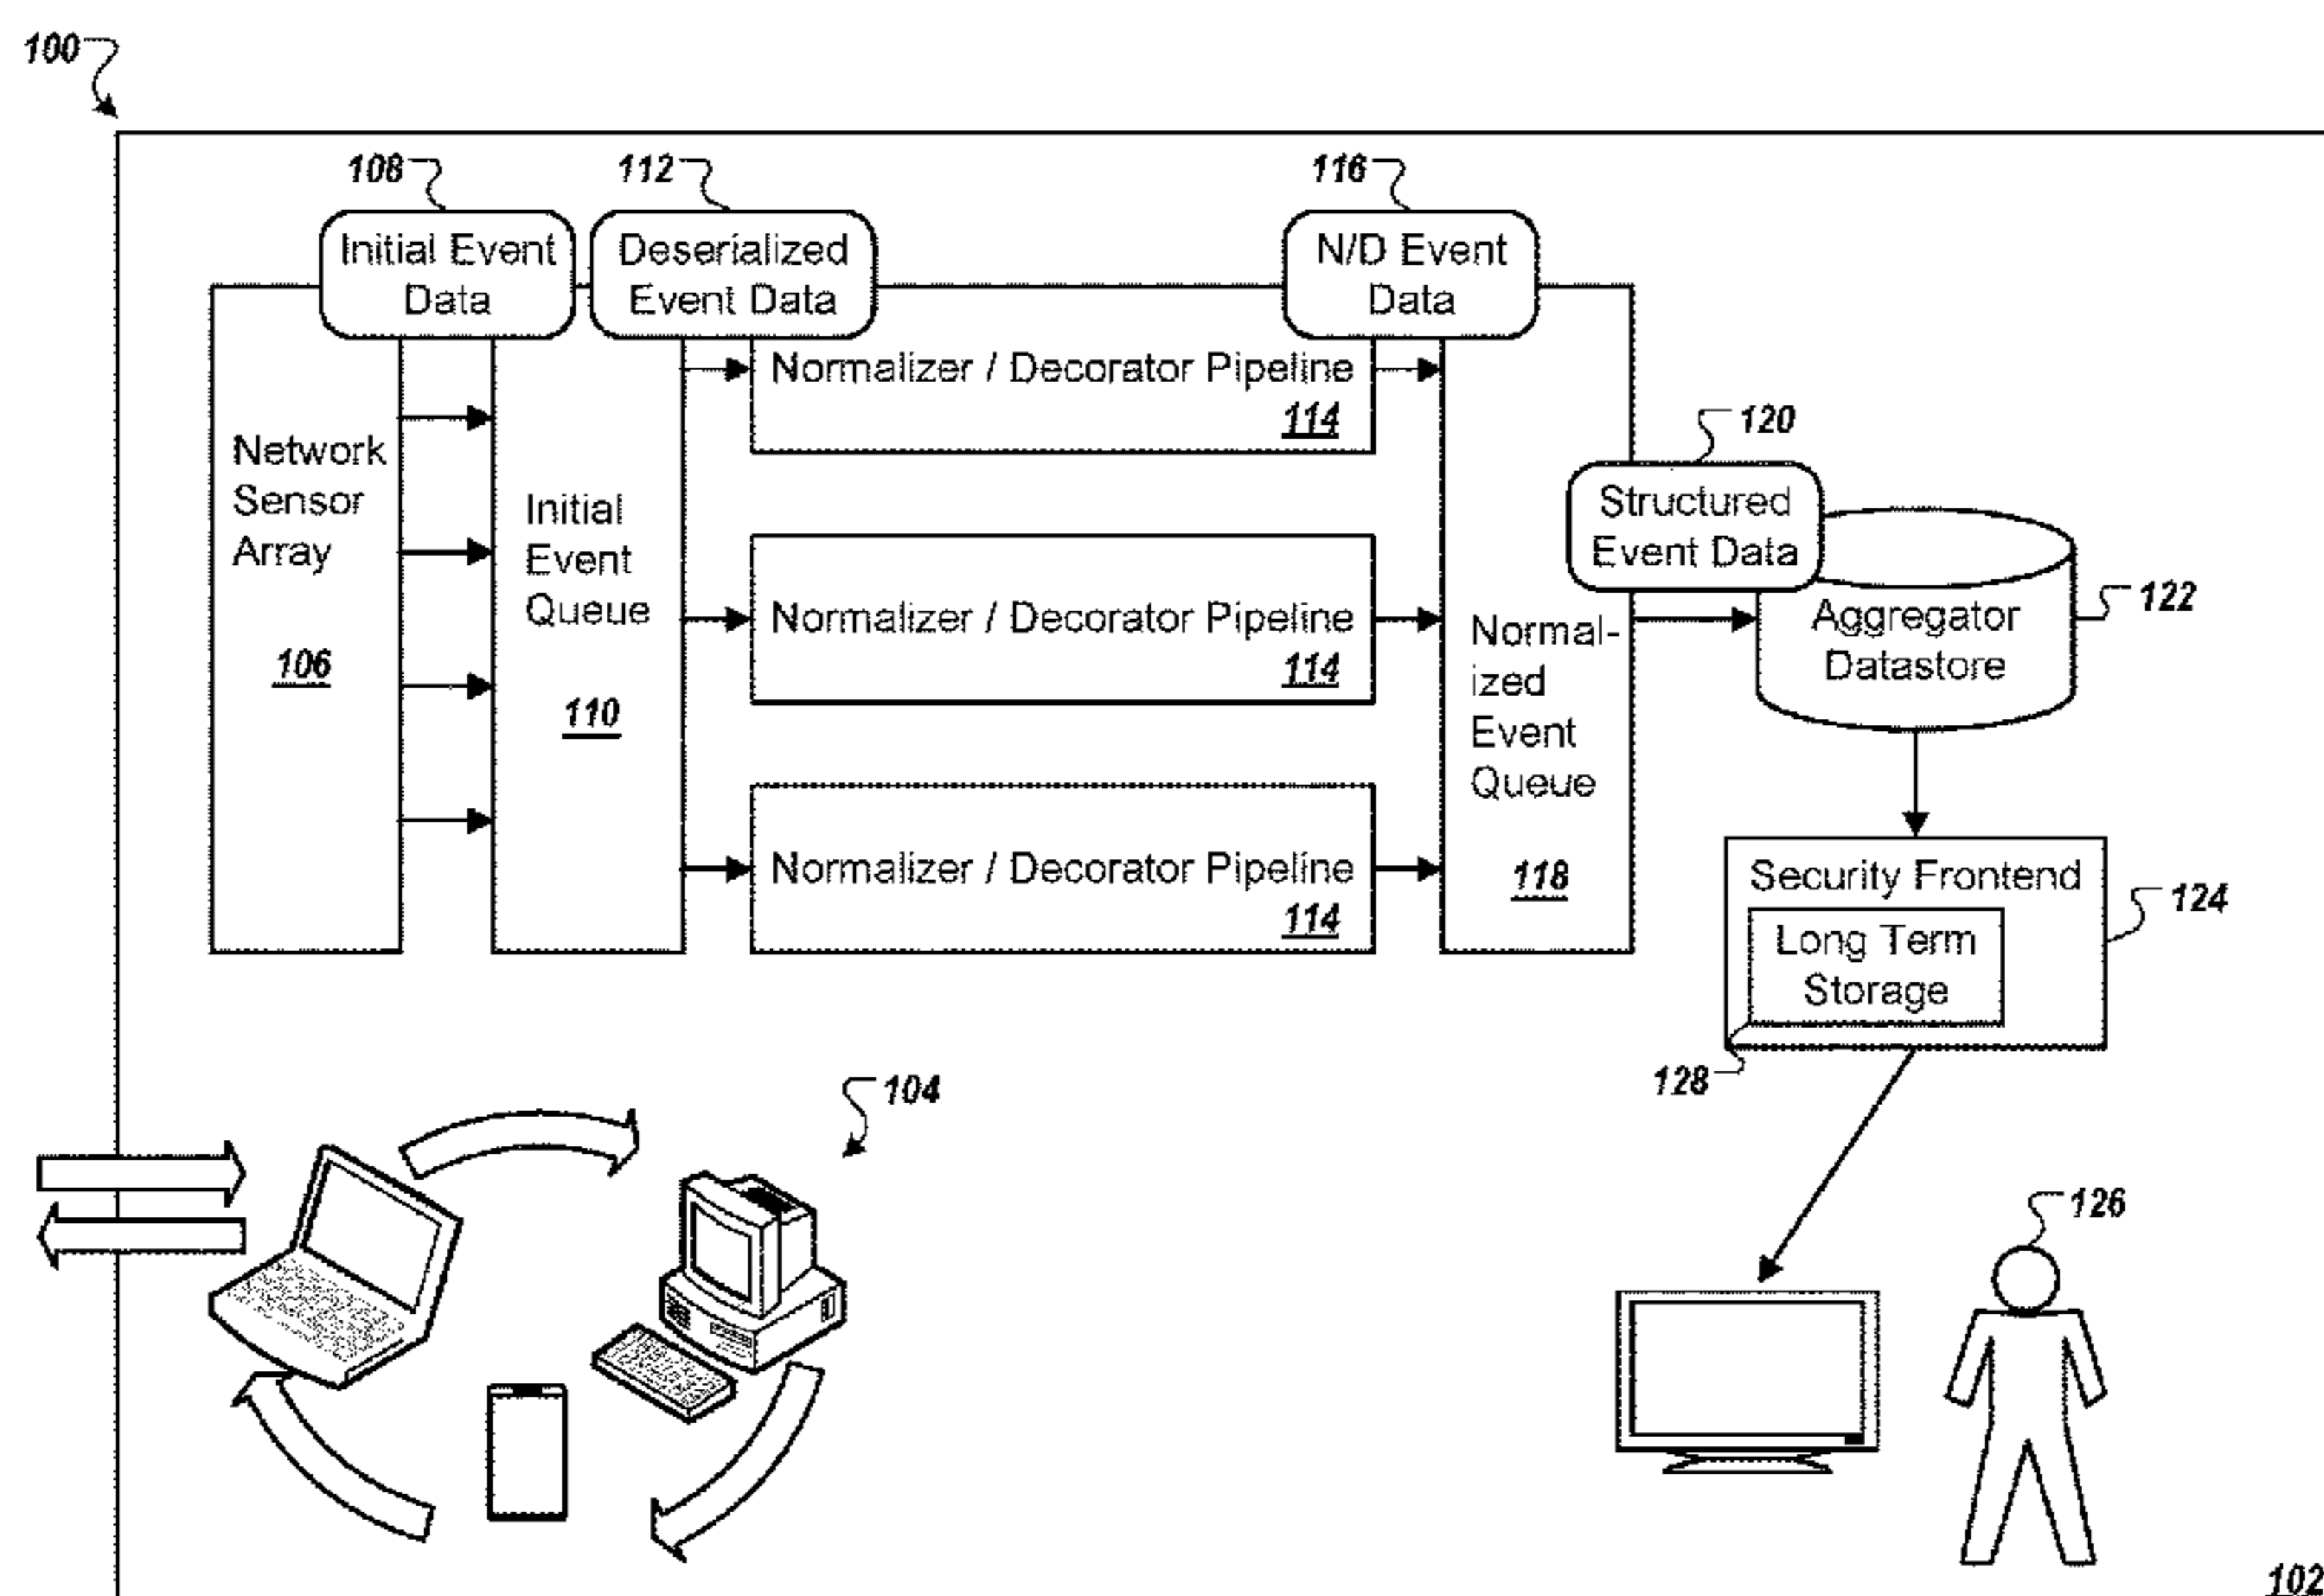 100
108
112
116
Initial Event
Data
Deserialized
Event Data
N/D Event
Data
Normalizer / Decorator Pipeline
114
120
Network
Sensor
Array
106
Initial
Event
Queue
110
Structured
Event Data
Normalizer / Decorator Pipeline
114
Normal-
ized
Event
Queue
118
Aggregator
Datastore
122
Normalizer / Decorator Pipeline
114
Security Frontend
124
Long Term
Storage
128
104
126
102